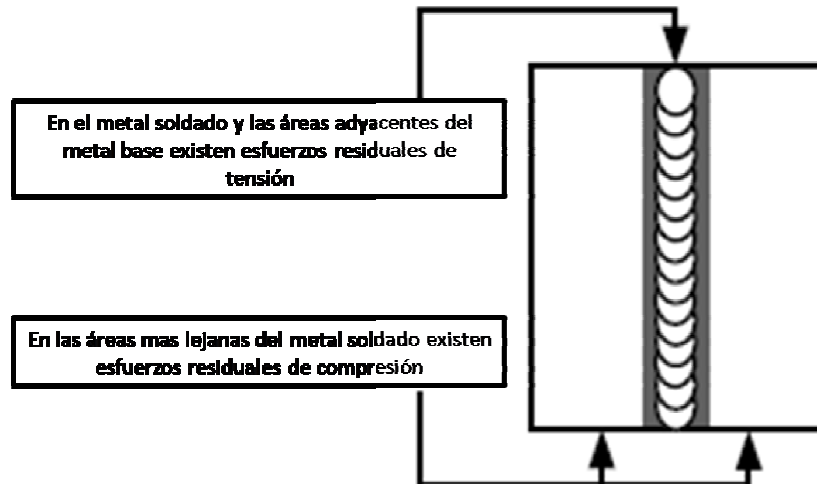 En el metal soldado y las áreas adyacentes del
metal base existen esfuerzos residuales de
tensión
En las áreas mas lejanas del metal soldado existen
esfuerzos residuales de compresión